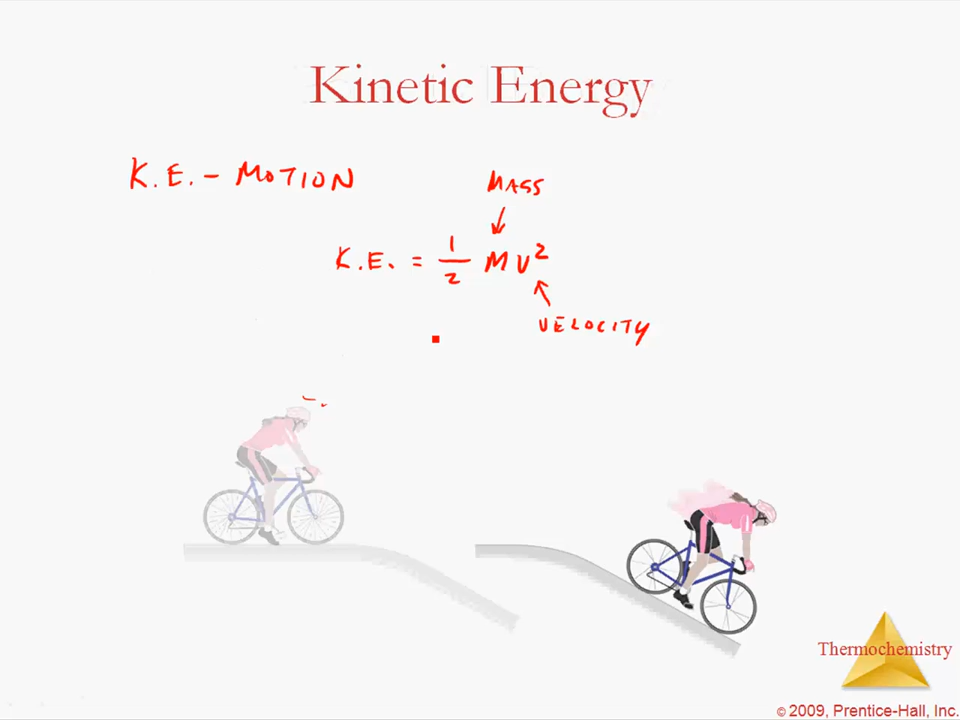 Kinetic Energy
K.E. - MOTION
MASS
K.E. = 1/2 MV²
VELOCITY
Thermochemistry
© 2009, Prentice-Hall, Inc.